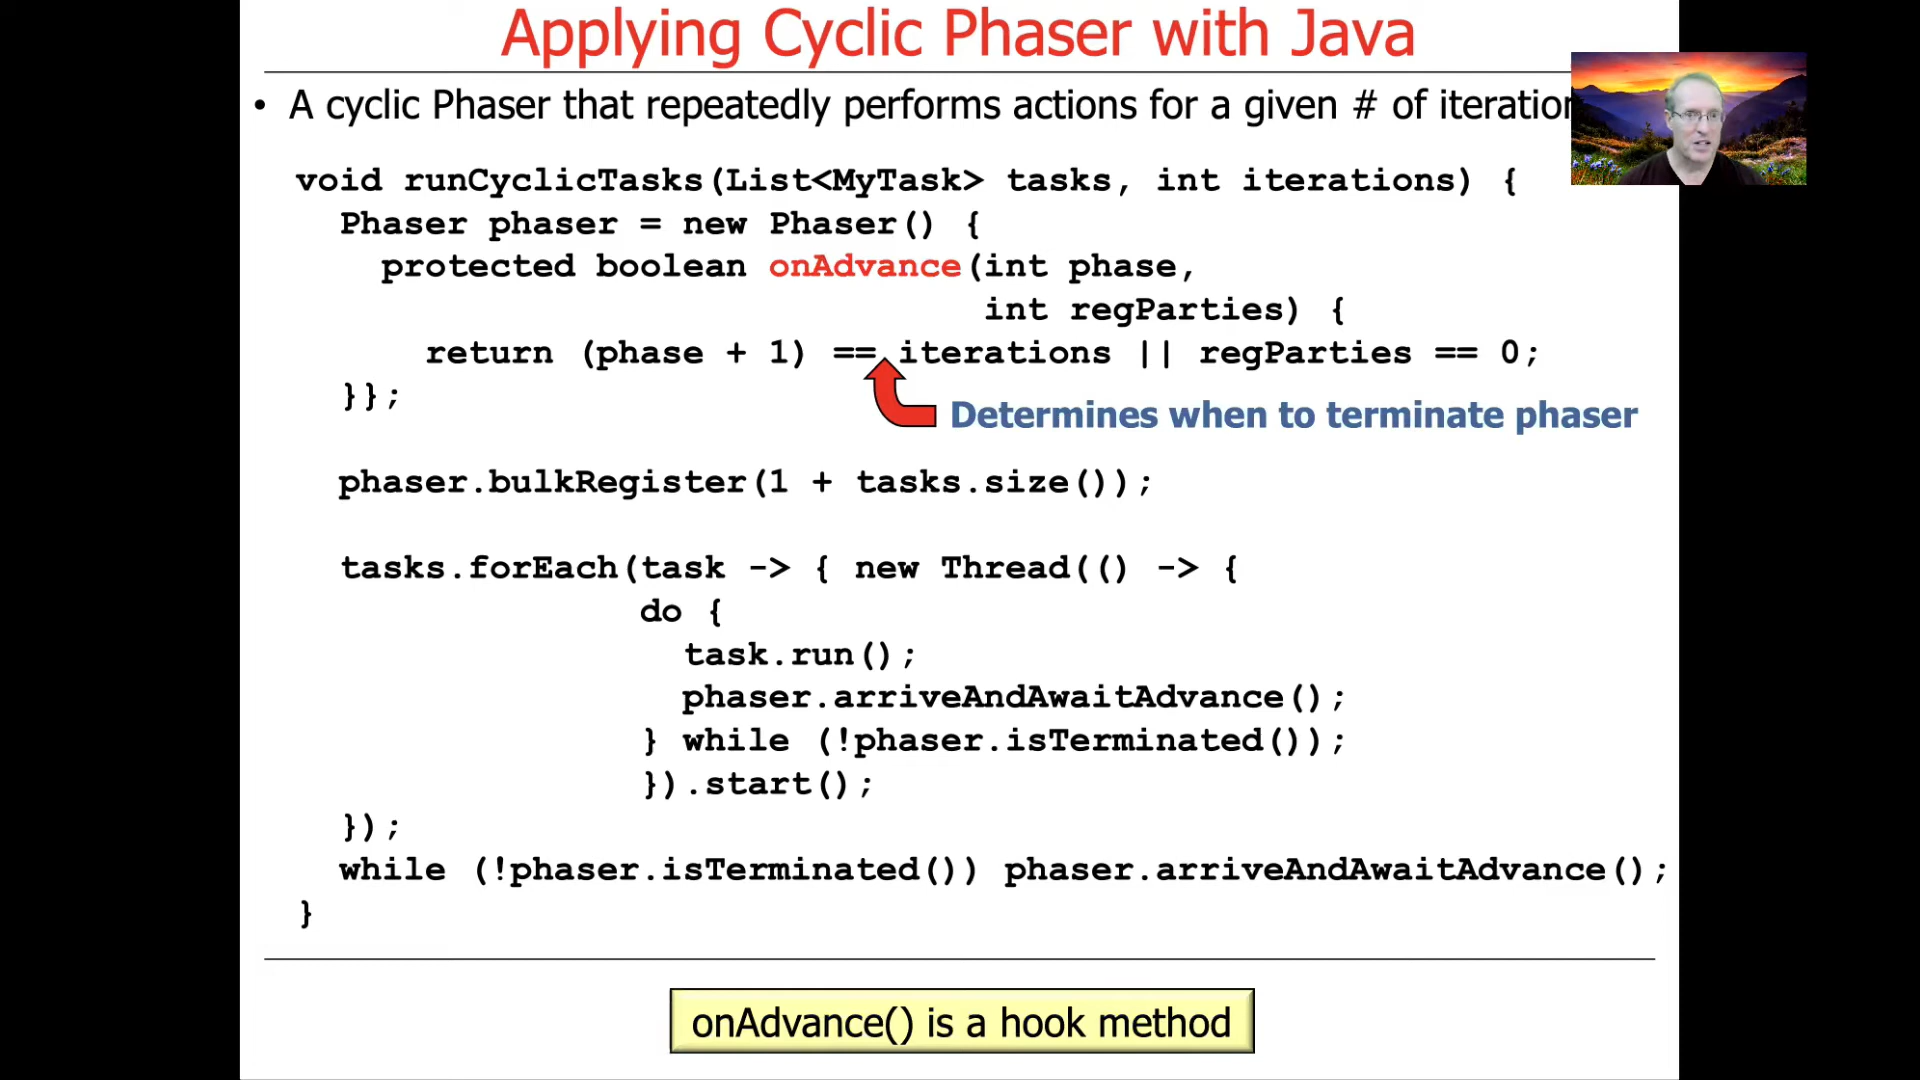 Applying Cyclic Phaser with Java
• A cyclic Phaser that repeatedly performs actions for a given # of
void runCyclicTasks(List<MyTask> tasks, int iterations) {
Phaser phaser = new Phaser() {
protected boolean onAdvance(int phase,
int regParties) {
return (phase + 1) == iterations || regParties == 0;
}};
Determines when to terminate phaser
phaser.bulkRegister(1 + tasks.size());
tasks.forEach(task -> { new Thread(() -> {
do {
task.run();
phaser.arriveAndAwaitAdvance();
} while (!phaser.isTerminated());
}).start();
});
while (!phaser.isTerminated()) phaser.arriveAndAwaitAdvance();
}
onAdvance() is a hook method